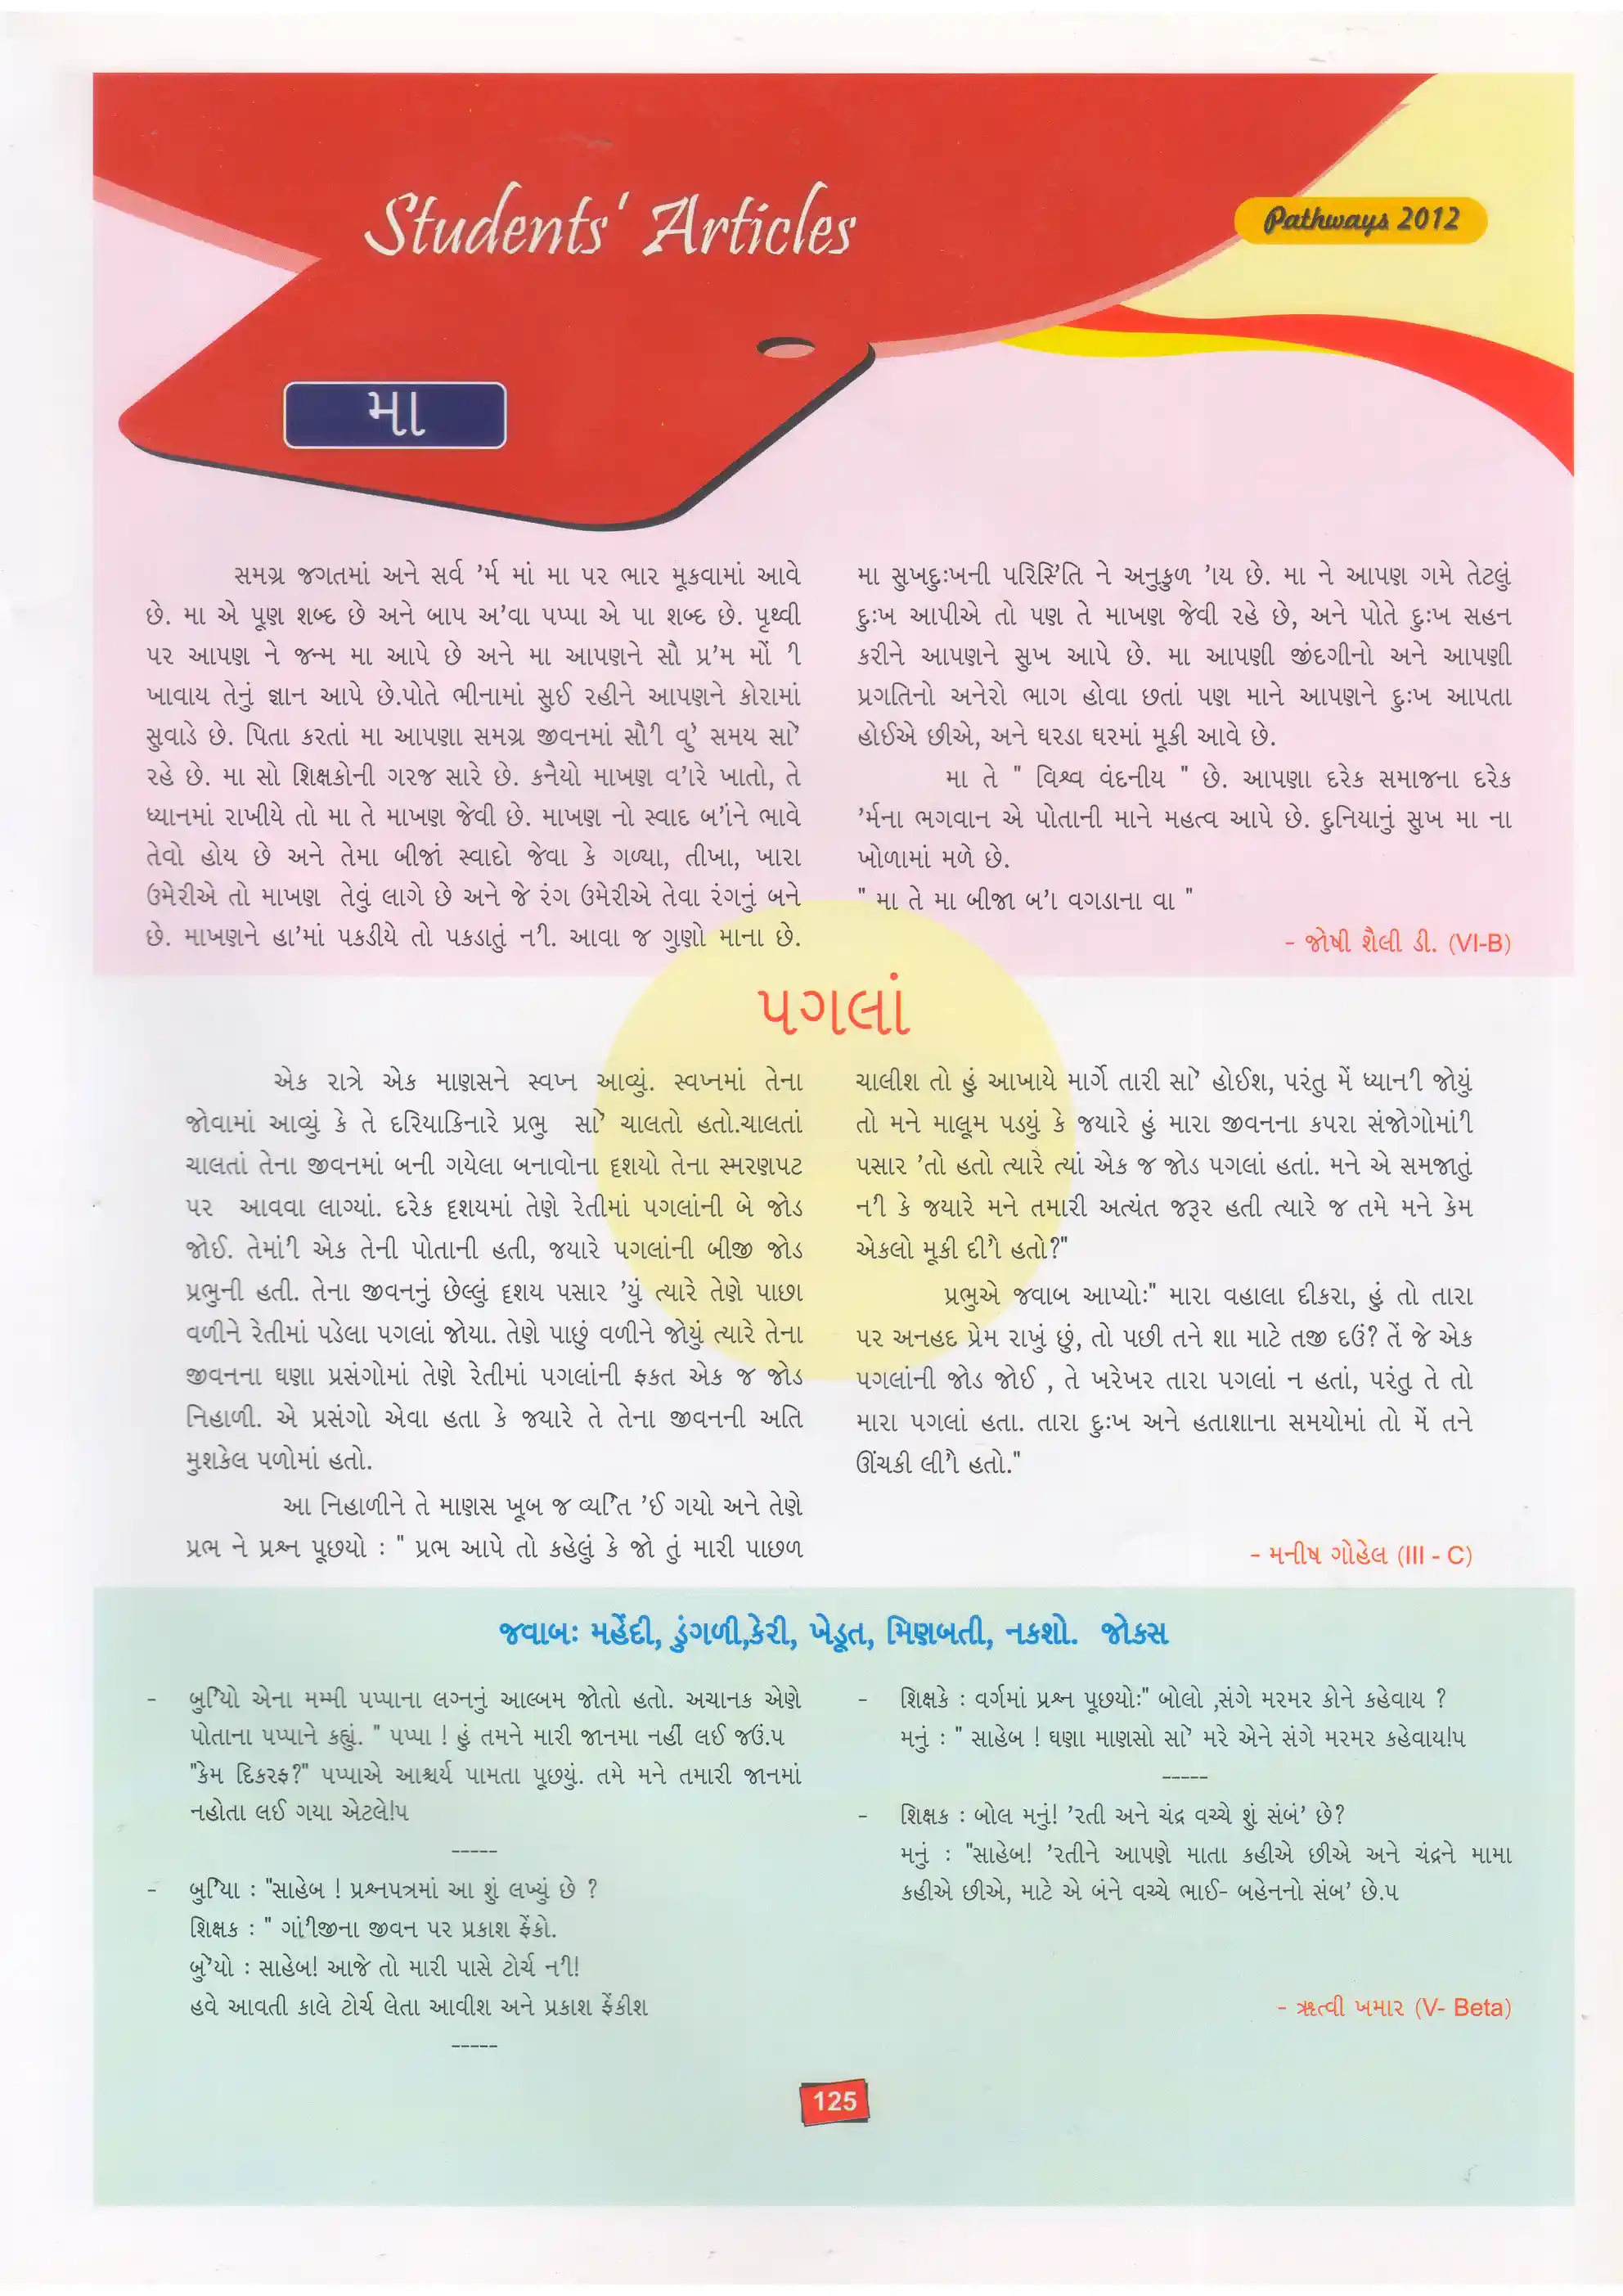 Students' Articles
Pathways 2012
મા
સમગ્ર જગતમાં અને સર્વ 'ર્મ માં મા પર ભાર મૂકવામાં આવે
છે. મા એ પૂણ શબ્દ છે અને બાપ અ'વા પપ્પા એ પા શબ્દ છે. પૃથ્વી
પર આપણ ને જન્મ મા આપે છે અને મા આપણને સૌ પ્ર'મ મોં ી
ખાવાય તેનું જ્ઞાન આપે છે.પોતે ભીનામાં સુઈ રહીને આપણને કોરામાં
સુવાડે છે. પિતા કરતાં મા આપણા સમગ્ર જીવનમાં સૌ'ી વુ' સમય સા'ે
રહે છે. મા સો શિક્ષકોની ગરજ સારે છે. કનૈયો માખણ વ'ારે ખાતો, તે
ધ્યાનમાં રાખીયે તો મા તે માખણ જેવી છે. માખણ નો સ્વાદ બ'ાંને ભાવે
તેવો હોય છે અને તેમા બીજાં સ્વાદો જેવા કે ગળ્યા, તીખા, ખારા
ઉમેરીએ તો માખણ તેવું લાગે છે અને જે રંગ ઉમેરીએ તેવા રંગનું બને
છે. માખણને હા'માં પકડીયે તો પકડાતું ન'ી. આવા જ ગુણો માના છે.
મા સુખદુઃખની પરિસ્િ'તિ ને અનુકુળ 'ાય છે. મા ને આપણ ગમે તેટલું
દુઃખ આપીએ તો પણ તે માખણ જેવી રહે છે, અને પોતે દુઃખ સહન
કરીને આપણને સુખ આપે છે. મા આપણી જીંદગીનો અને આપણી
પ્રગતિનો અનેરો ભાગ હોવા છતાં પણ માને આપણને દુઃખ આપતા
હોઈએ છીએ, અને ઘરડા ઘરમાં મૂકી આવે છે.
મા તે " વિશ્વ વંદનીય " છે. આપણા દરેક સમાજના દરેક
'ર્મના ભગવાન એ પોતાની માને મહત્વ આપે છે. દુનિયાનું સુખ મા ના
ખોળામાં મળે છે.
" મા તે મા બીજા બ'ા વગડાના વા "
- જોષી શૈલી ડી. (VI-B)
પગલાં
એક રાત્રે એક માણસને સ્વપ્ન આવ્યું. સ્વપ્નમાં તેના
જોવામાં આવ્યું કે તે દરિયાકિનારે પ્રભુ સા'ે ચાલતો હતો.ચાલતાં
ચાલતાં તેના જીવનમાં બની ગયેલા બનાવોના દૃશયો તેના સ્મરણપટ
પર આવવા લાગ્યાં. દરેક દૃશયમાં તેણે રેતીમાં પગલાંની બે જોડ
જોઈ. તેમાં'ી એક તેની પોતાની હતી, જયારે પગલાંની બીજી જોડ
પ્રભુની હતી. તેના જીવનનું છેલ્લું દૃશય પસાર 'યું ત્યારે તેણે પાછા
વળીને રેતીમાં પડેલા પગલાં જોયા. તેણે પાછું વળીને જોયું ત્યારે તેના
જીવનના ઘણા પ્રસંગોમાં તેણે રેતીમાં પગલાંની ફકત એક જ જોડ
નિહાળી. એ પ્રસંગો એવા હતા કે જયારે તે તેના જીવનની અતિ
મુશકેલ પળોમાં હતો.
આ નિહાળીને તે માણસ ખૂબ જ વ્યિ'ત 'ઈ ગયો અને તેણે
પ્રભ ને પ્રશ્ન પૂછયો : " પ્રભ આપે તો કહેલું કે જો તું મારી પાછળ
ચાલીશ તો હું આખાયે માર્ગે તારી સા'ે હોઈશ, પરંતુ મેં ધ્યાન'ી જોયું
તો મને માલૂમ પડયું કે જયારે હું મારા જીવનના કપરા સંજોગોમાં'ી
પસાર 'તો હતો ત્યારે ત્યાં એક જ જોડ પગલાં હતાં. મને એ સમજાતું
ન'ી કે જયારે મને તમારી અત્યંત જરૂર હતી ત્યારે જ તમે મને કેમ
એકલો મૂકી દી'ો હતો?"
પ્રભુએ જવાબ આપ્યોઃ" મારા વહાલા દીકરા, હું તો તારા
પર અનહદ પ્રેમ રાખું છું, તો પછી તને શા માટે તજી દઉં? તેં જે એક
પગલાંની જોડ જોઈ , તે ખરેખર તારા પગલાં ન હતાં, પરંતુ તે તો
મારા પગલાં હતા. તારા દુઃખ અને હતાશાના સમયોમાં તો મેં તને
ઊંચકી લી'ો હતો."
- મનીષ ગોહેલ (III - C)
જવાબઃ મહેંદી, ડુંગળી,કેરી, ખેડૂત, મિણબતી, નકશો. જોકસ
- બુિ'યો એના મમ્મી પપ્પાના લગ્નનું આલ્બમ જોતો હતો. અચાનક એણે
પોતાના પપ્પાને કહ્યું. " પપ્પા ! હું તમને મારી જાનમા નહીં લઈ જઉં.પ
"કેમ દિકરફ?" પપ્પાએ આશ્ચર્ય પામતા પૂછયું. તમે મને તમારી જાનમાં
નહોતા લઈ ગયા એટલે!પ
-----
- બુિ'યા : "સાહેબ ! પ્રશ્નપત્રમાં આ શું લખ્યું છે ?
શિક્ષક : " ગાં'ીજીના જીવન પર પ્રકાશ ફેંકો.
બુ'િયો : સાહેબ! આજે તો મારી પાસે ટોર્ચ ન'ી!
હવે આવતી કાલે ટોર્ચ લેતા આવીશ અને પ્રકાશ ફેંકીશ
-----
- શિક્ષકે : વર્ગમાં પ્રશ્ન પૂછયોઃ" બોલો ,સંગે મરમર કોને કહેવાય ?
મનું : " સાહેબ ! ઘણા માણસો સા'ે મરે એને સંગે મરમર કહેવાય!પ
-----
- શિક્ષક : બોલ મનું! 'રતી અને ચંદ્ર વચ્ચે શું સંબં' છે?
મનું : "સાહેબ! 'રતીને આપણે માતા કહીએ છીએ અને ચંદ્રને મામા
કહીએ છીએ, માટે એ બંને વચ્ચે ભાઈ- બહેનનો સંબ' છે.પ
- ઋત્વી ખમાર (V- Beta)
125